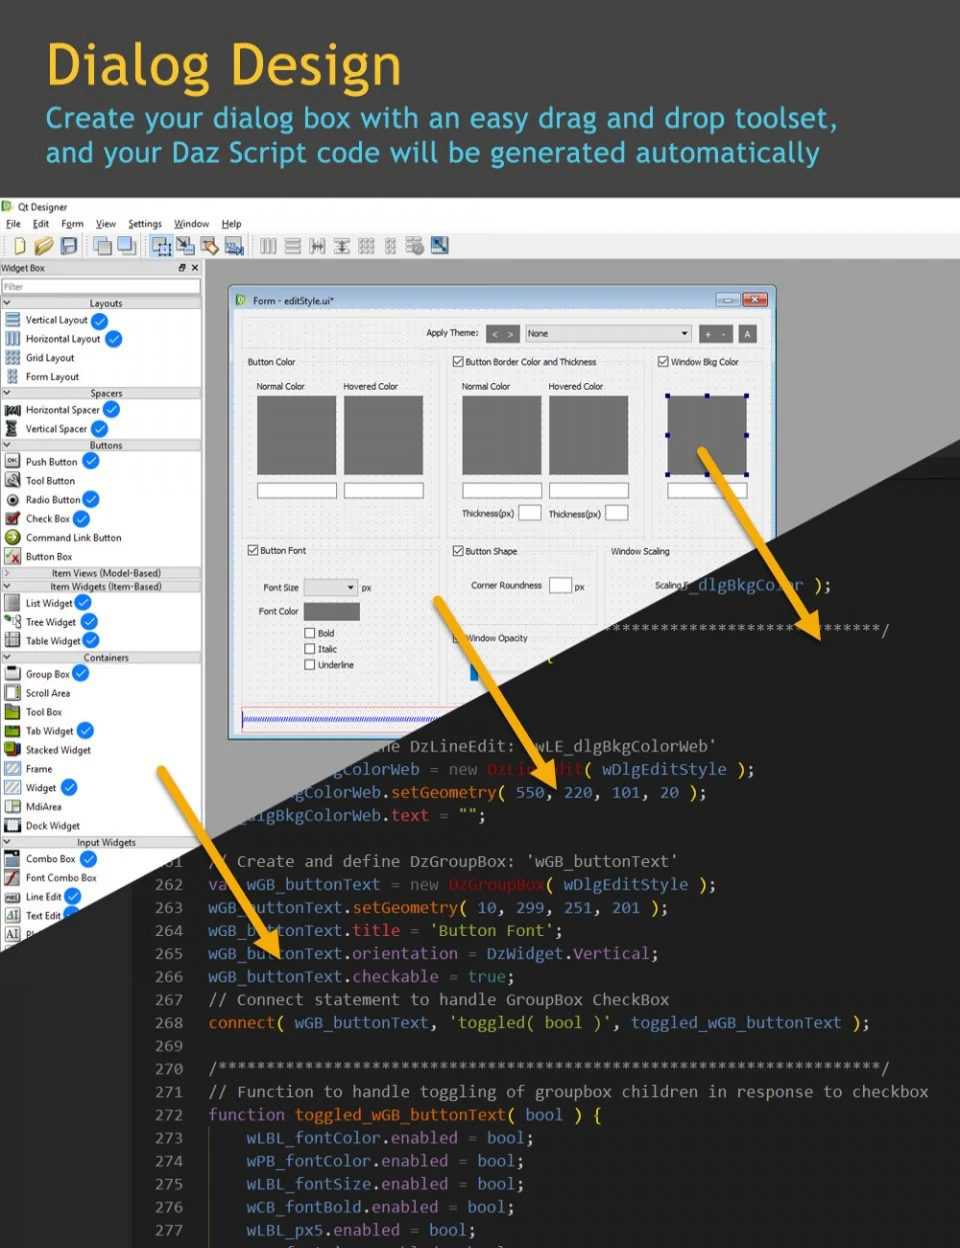 Dialog Design
Create your dialog box with an easy drag and drop toolset,
and your Daz Script code will be generated automatically
Qt Designer
File Edit Form View Settings Window Help
Widget Box
Filter
Layouts
Vertical Layout
Horizontal Layout
Grid Layout
Form Layout
Spacers
Horizontal Spacer
Vertical Spacer
Buttons
Push Button
Tool Button
Radio Button
Check Box
Command Link Button
Button Box
Item Views (Model-Based)
Item Widgets (Item-Based)
List Widget
Tree Widget
Table Widget
Containers
Group Box
Scroll Area
Tool Box
Tab Widget
Stacked Widget
Frame
Widget
MdiArea
Dock Widget
Input Widgets
Combo Box
Font Combo Box
Line Edit
Text Edit
Form - editStyle.ui*
Apply Theme: < > None + - A
Button Color
Normal Color Hovered Color
Button Border Color and Thickness
Normal Color Hovered Color
Thickness(px) Thickness(px)
Window Bkg Color
Button Font
Font Size px
Font Color
Bold
Italic
Underline
Button Shape
Corner Roundness px
Window Scaling
Scaling
Window Opacity
_dlgBkgColor );
****************************/
{
ne DzLineEdit: 'wLE_dlgBkgColorWeb'
gColorWeb = new DzLineEdit( wDlgEditStyle );
gColorWeb.setGeometry( 550, 220, 101, 20 );
dlgBkgColorWeb.text = "";
261 // Create and define DzGroupBox: 'wGB_buttonText'
262 var wGB_buttonText = new DzGroupBox( wDlgEditStyle );
263 wGB_buttonText.setGeometry( 10, 299, 251, 201 );
264 wGB_buttonText.title = 'Button Font';
265 wGB_buttonText.orientation = DzWidget.Vertical;
266 wGB_buttonText.checkable = true;
267 // Connect statement to handle GroupBox CheckBox
268 connect( wGB_buttonText, 'toggled( bool )', toggled_wGB_buttonText );
269
270 /*********************************************************************/
271 // Function to handle toggling of groupbox children in response to checkbox
272 function toggled_wGB_buttonText( bool ) {
273 wLBL_fontColor.enabled = bool;
274 wPB_fontColor.enabled = bool;
275 wLBL_fontSize.enabled = bool;
276 wCB_fontBold.enabled = bool;
277 wLBL_px5.enabled = bool;